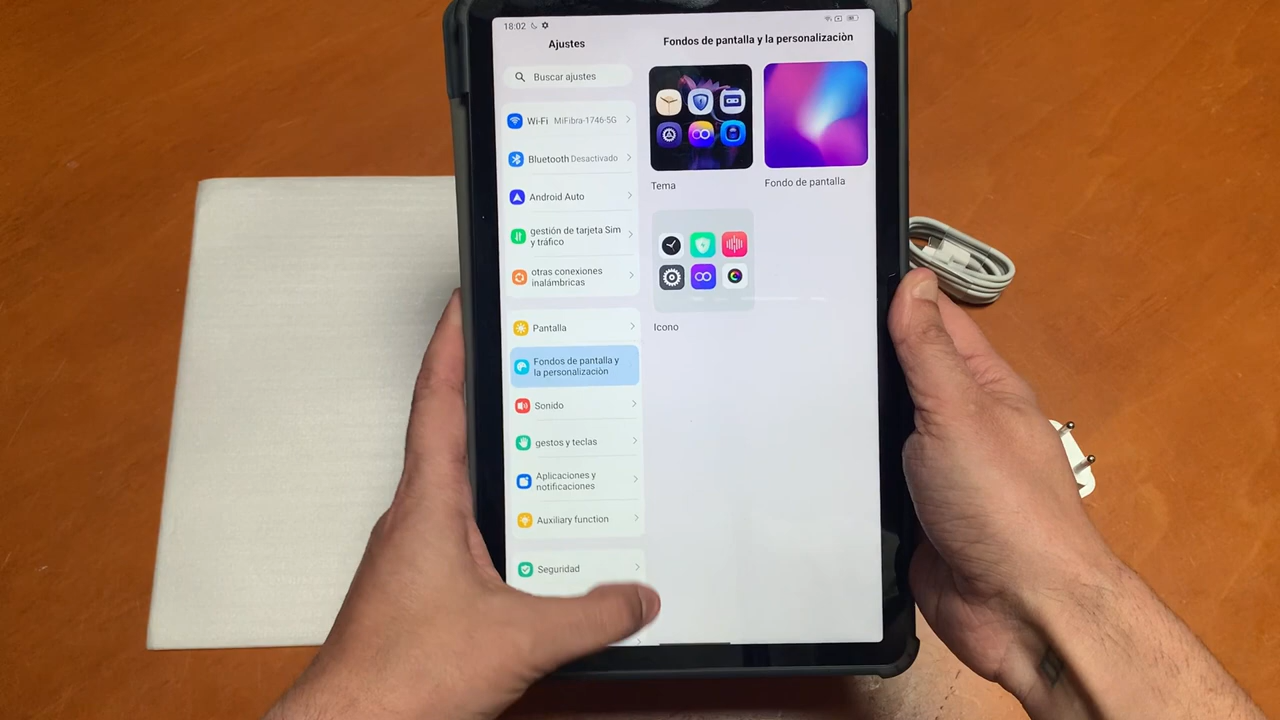 18:02
Ajustes
Buscar ajustes
Wi-Fi MiFibra-1746-5G
Bluetooth Desactivado
Android Auto
gestión de tarjeta Sim
y tráfico
otras conexiones
inalámbricas
Pantalla
Fondos de pantalla y
la personalizaciòn
Sonido
gestos y teclas
Aplicaciones y
notificaciones
Auxiliary function
Seguridad
Fondos de pantalla y la personalizaciòn
Tema
Fondo de pantalla
Icono